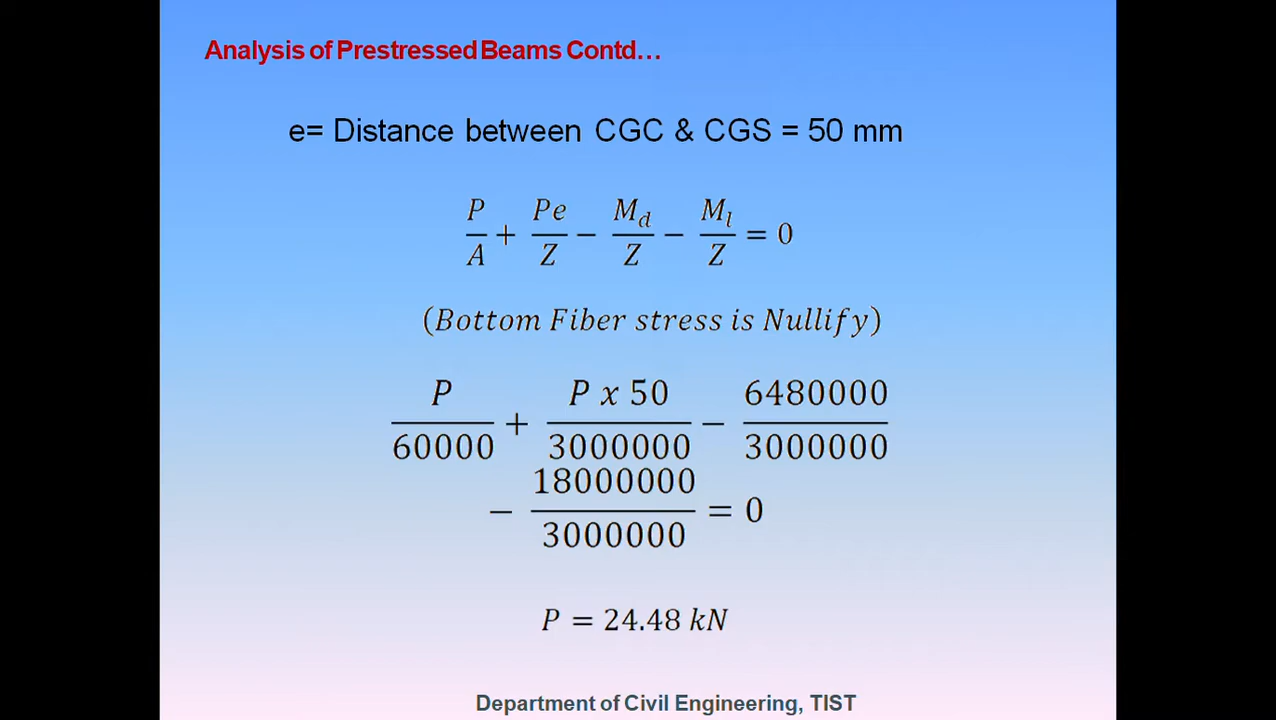 Analysis of Prestressed Beams Contd...
e= Distance between CGC & CGS = 50 mm
P/A + Pe/Z − M_d/Z − M_l/Z = 0
(Bottom Fiber stress is Nullify)
P/60000 + P x 50/3000000 − 6480000/3000000
− 18000000/3000000 = 0
P = 24.48 kN
Department of Civil Engineering, TIST